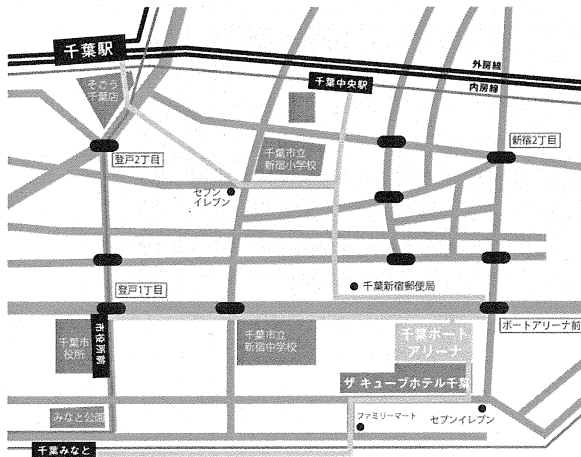 千葉駅
外房線
内房線
千葉中央駅
そごう
千葉店
新宿2丁目
登戸2丁目
千葉市立
新宿小学校
セブン
イレブン
千葉新宿郵便局
登戸1丁目
ポートアリーナ前
市役所前
千葉市
役所
千葉市立
新宿中学校
千葉ポート
アリーナ
ザ キューブホテル千葉
みなと公園
ファミリーマート
セブンイレブン
千葉みなと